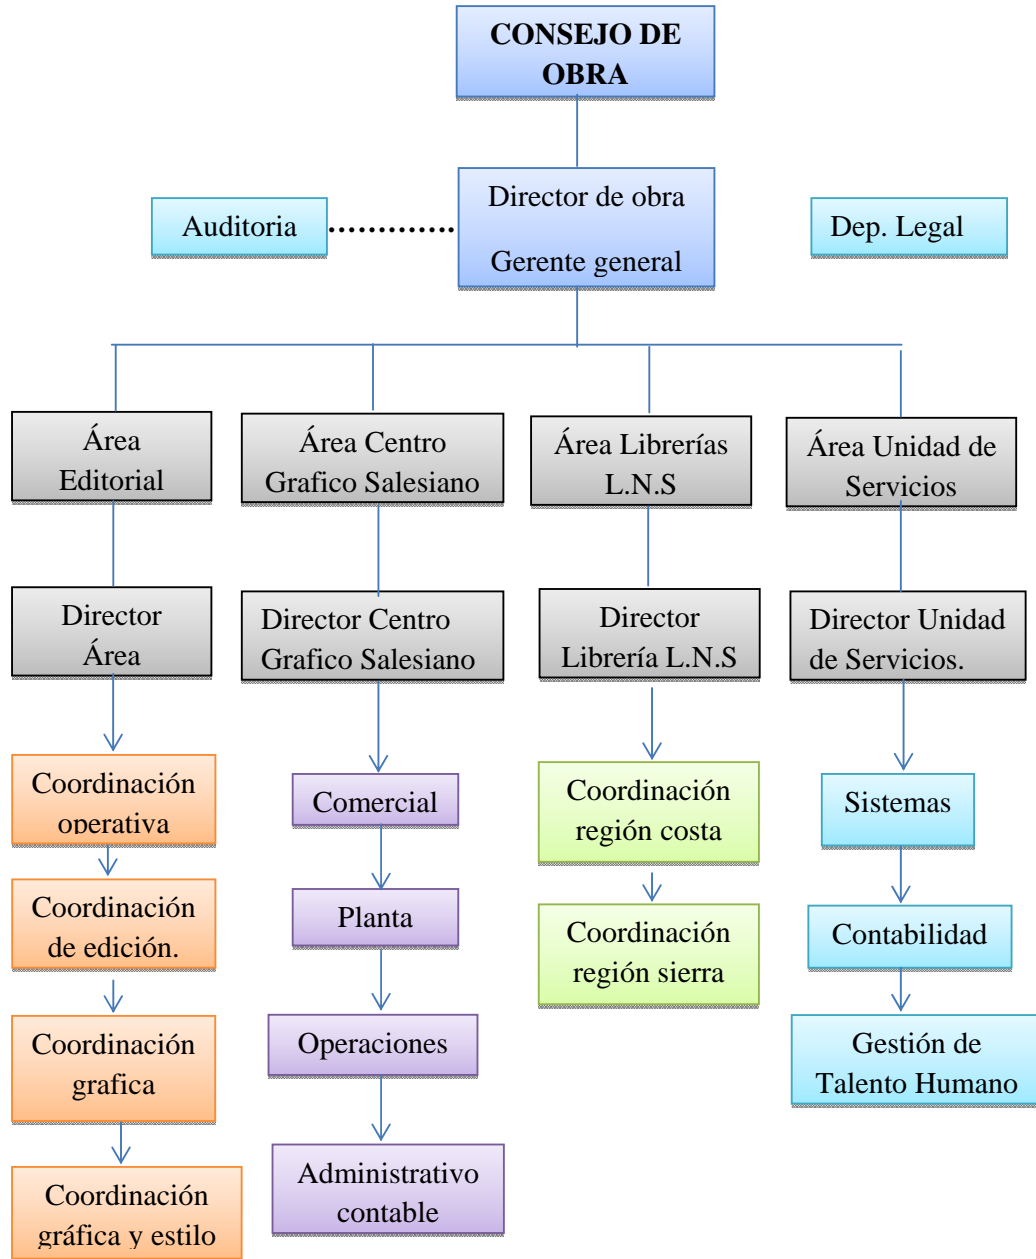 CONSEJO DE
OBRA
Auditoria
Director de obra
Gerente general
Dep. Legal
Área
Editorial
Área Centro
Grafico Salesiano
Área Librerías
L.N.S
Área Unidad de
Servicios
Director
Área
Director Centro
Grafico Salesiano
Director
Librería L.N.S
Director Unidad
de Servicios.
Coordinación
operativa
Comercial
Coordinación
región costa
Sistemas
Coordinación
de edición.
Planta
Coordinación
región sierra
Contabilidad
Coordinación
grafica
Operaciones
Gestión de
Talento Humano
Coordinación
gráfica y estilo
Administrativo
contable